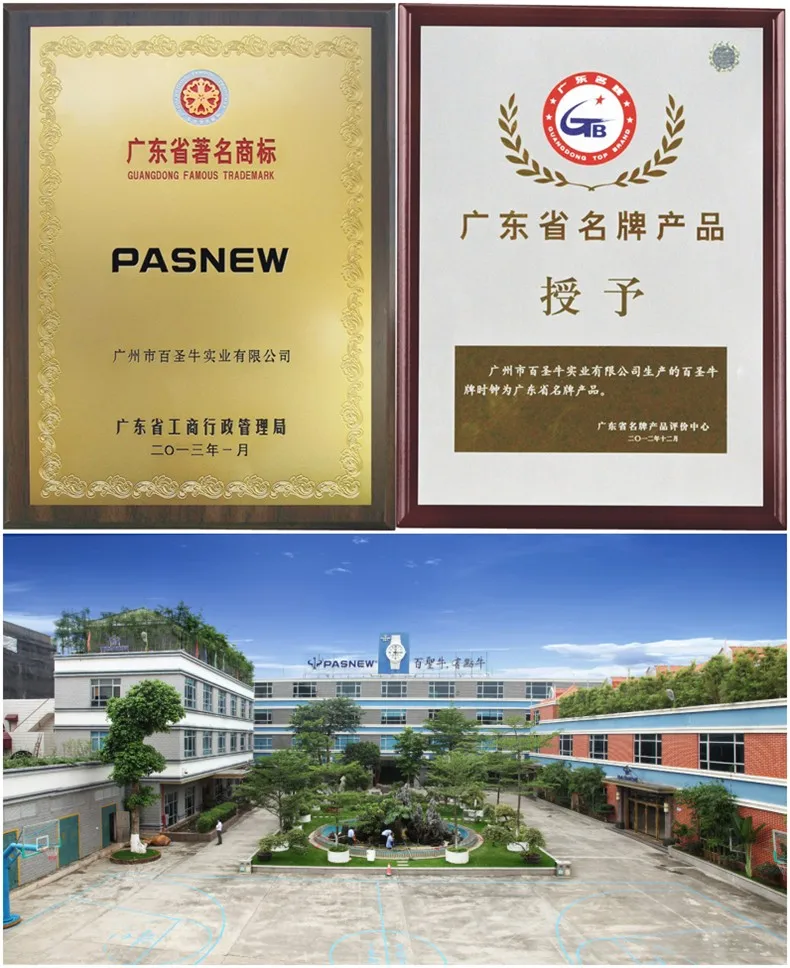 广东省著名商标
GUANGDONG FAMOUS TRADEMARK
PASNEW
广州市百圣牛实业有限公司
广东省工商行政管理局
二〇一三年一月
广东名牌
GTB
GUANGDONG TOP BRAND
广东省名牌产品
授予
广州市百圣牛实业有限公司生产的百圣牛
牌时钟为广东省名牌产品。
广东省名牌产品评价中心
二〇一二年十二月
PASNEW 百聖牛